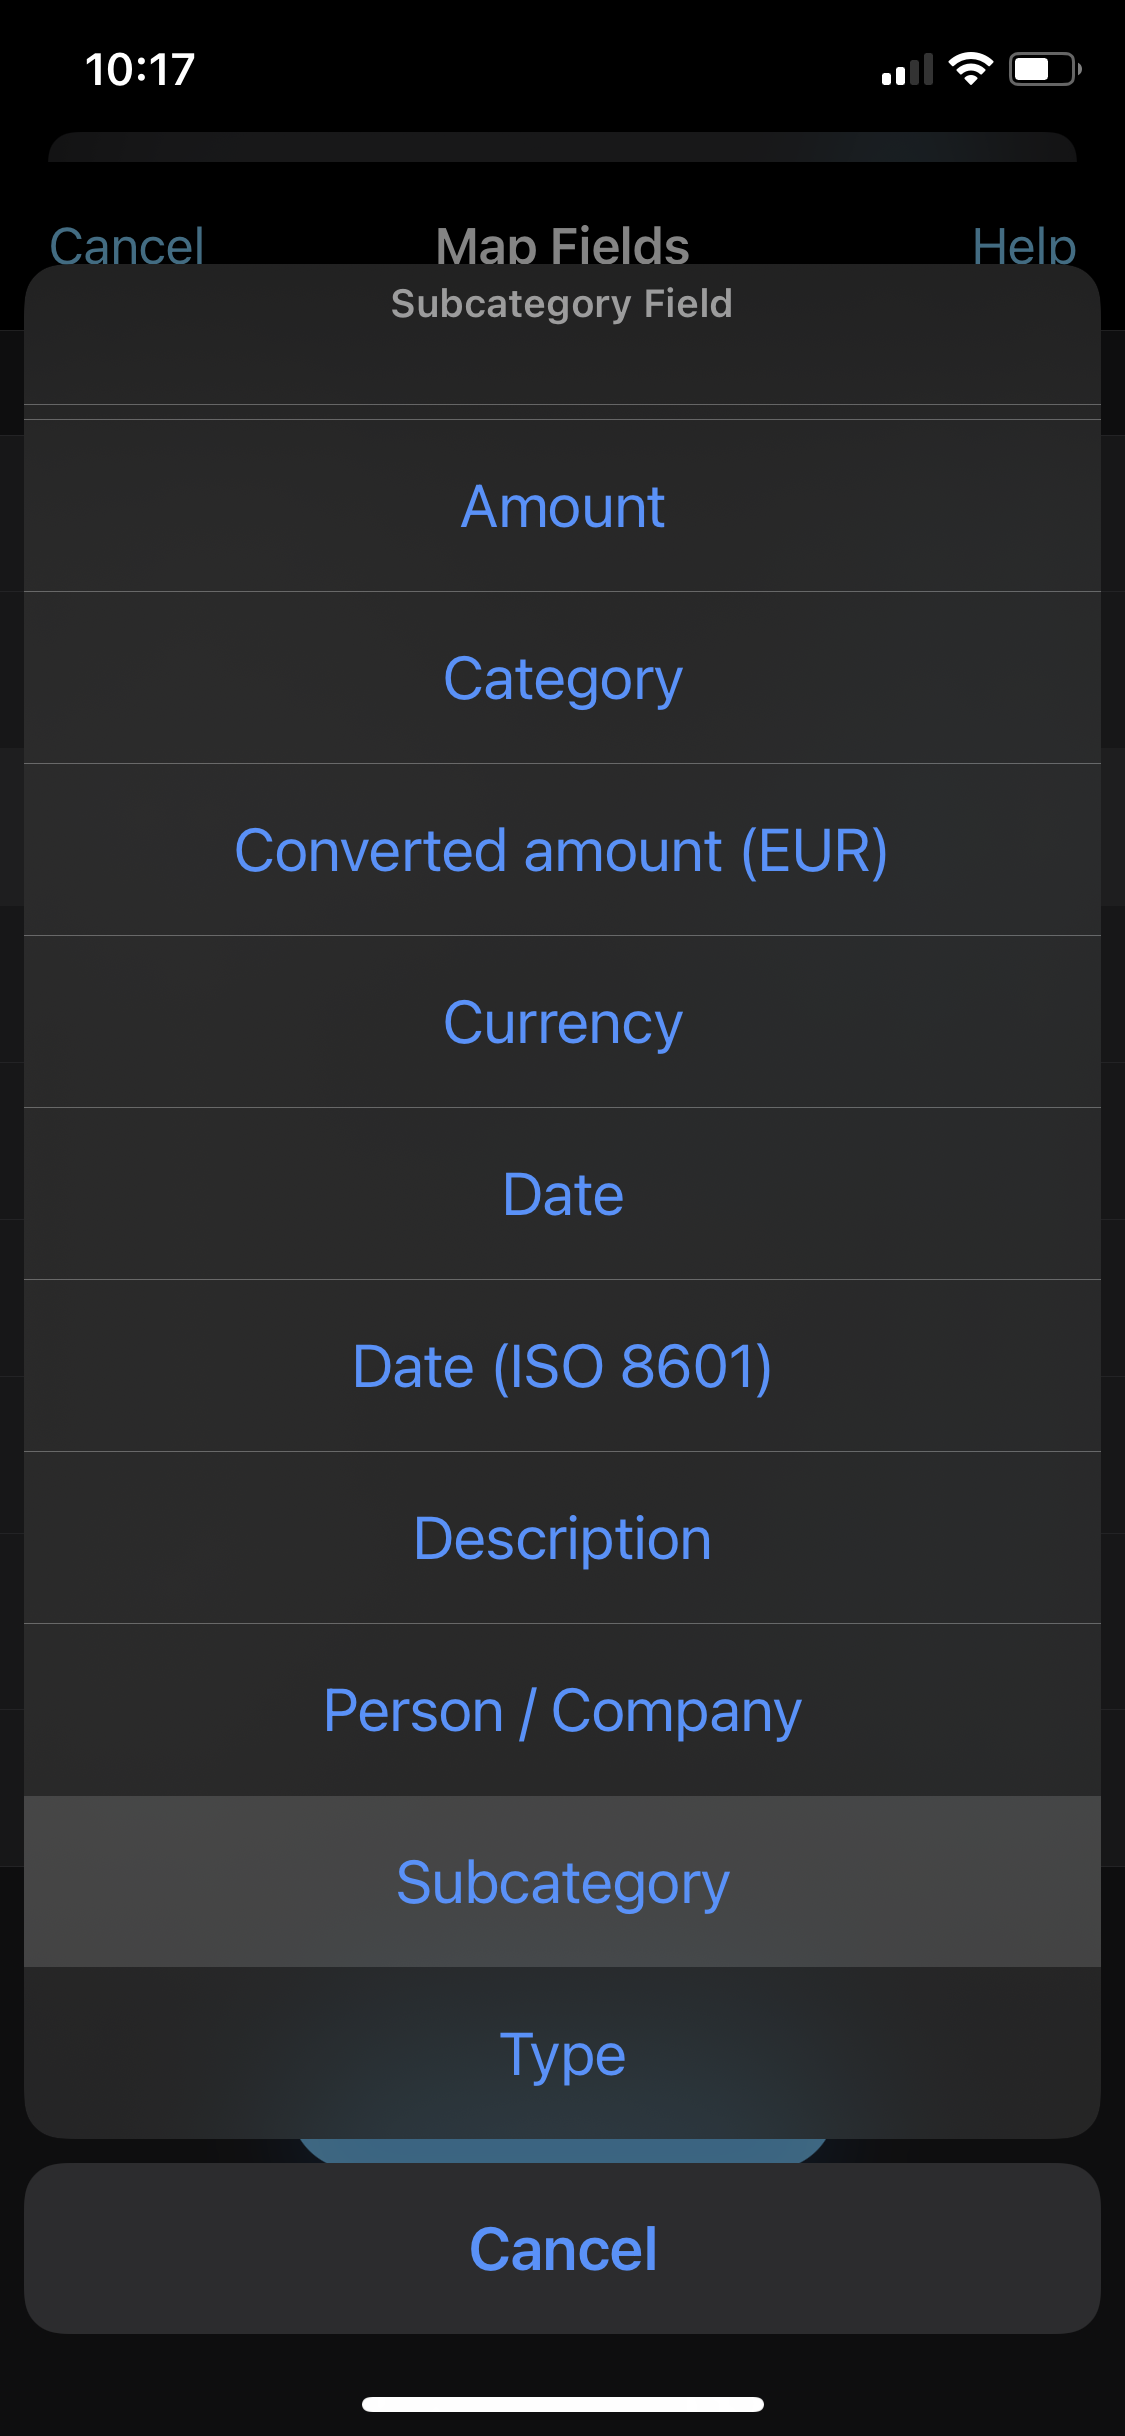 10:17
Cancel Map Fields Help
Subcategory Field
Amount
Category
Converted amount (EUR)
Currency
Date
Date (ISO 8601)
Description
Person / Company
Subcategory
Type
Cancel